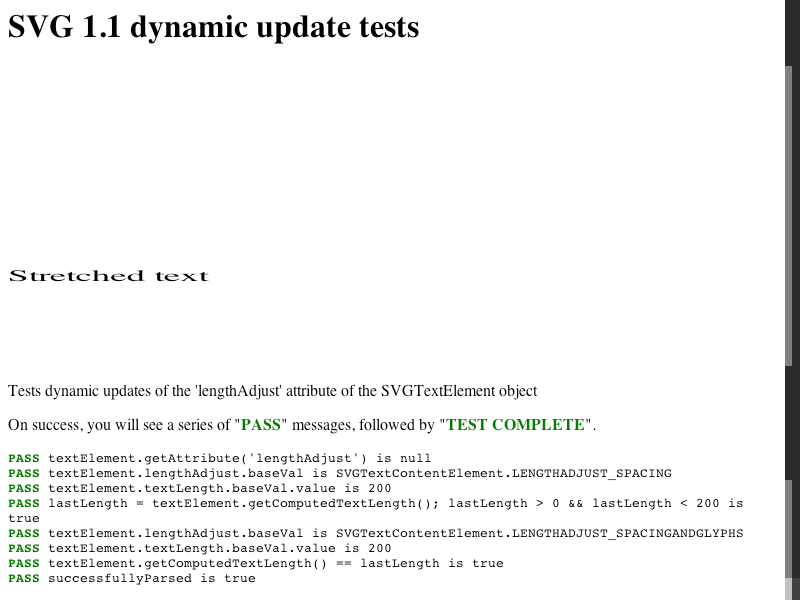 SVG 1.1 dynamic update tests
Stretched text
Tests dynamic updates of the 'lengthAdjust' attribute of the SVGTextElement object
On success, you will see a series of "PASS" messages, followed by "TEST COMPLETE".
PASS textElement.getAttribute('lengthAdjust') is null
PASS textElement.lengthAdjust.baseVal is SVGTextContentElement.LENGTHADJUST_SPACING
PASS textElement.textLength.baseVal.value is 200
PASS lastLength = textElement.getComputedTextLength(); lastLength > 0 && lastLength < 200 is
true
PASS textElement.lengthAdjust.baseVal is SVGTextContentElement.LENGTHADJUST_SPACINGANDGLYPHS
PASS textElement.textLength.baseVal.value is 200
PASS textElement.getComputedTextLength() == lastLength is true
PASS successfullyParsed is true